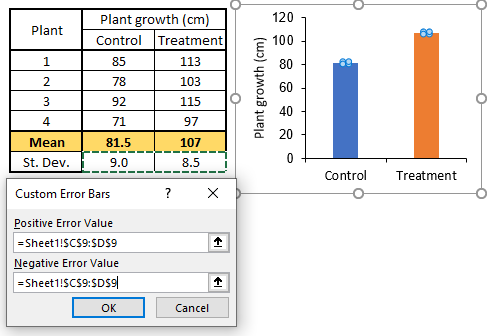 Plant Plant growth (cm)
Control Treatment
1 85 113
2 78 103
3 92 115
4 71 97
Mean 81.5 107
St. Dev. 9.0 8.5
Custom Error Bars ? ×
Positive Error Value
=Sheet1!$C$9:$D$9
Negative Error Value
=Sheet1!$C$9:$D$9
OK Cancel
Plant growth (cm)
120
100
80
60
40
20
0
Control Treatment